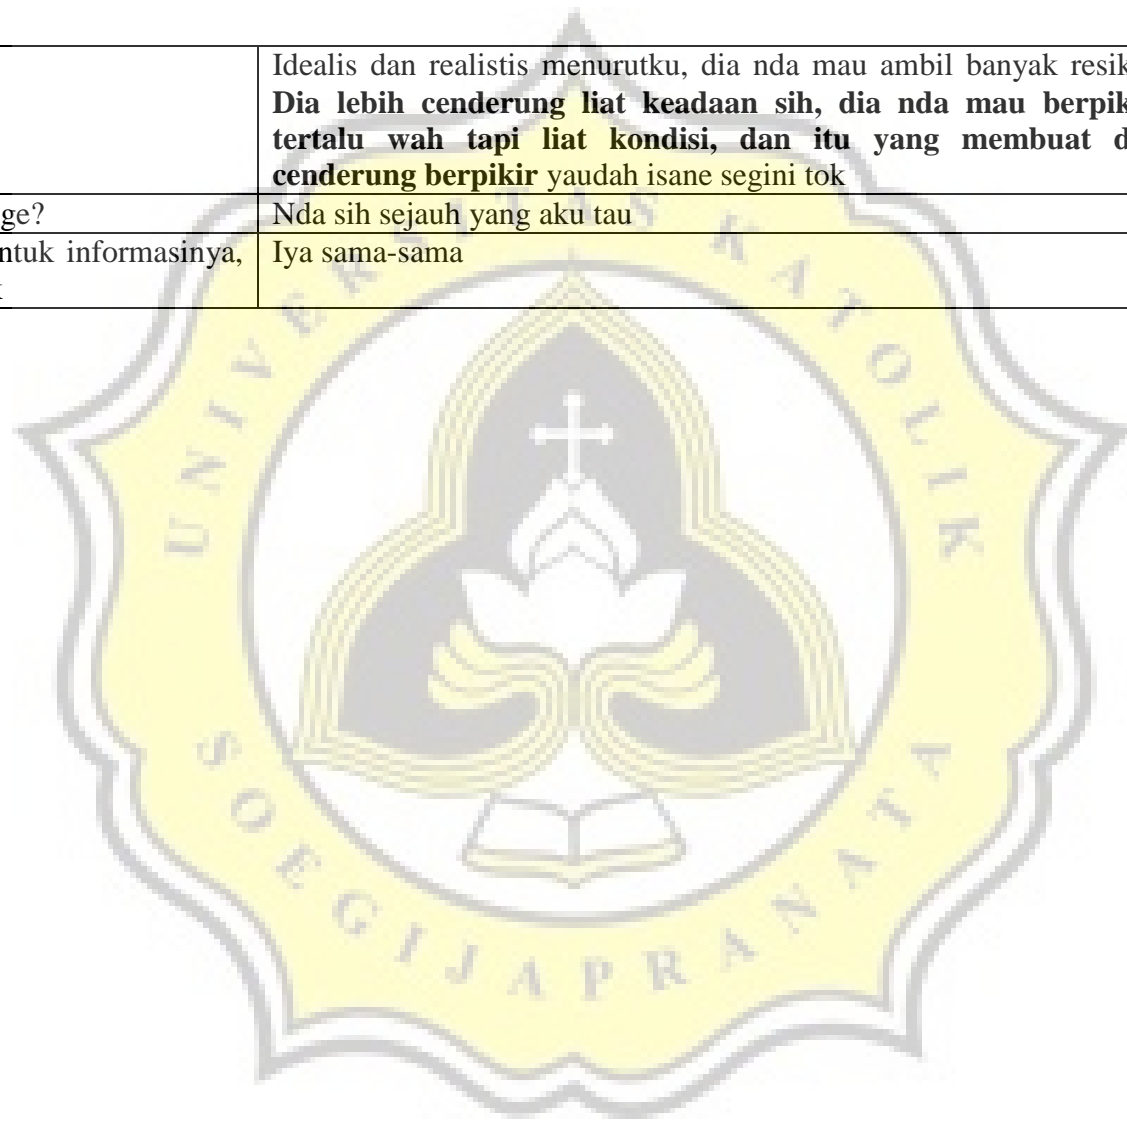 Idealis dan realistis menurutku, dia nda mau ambil banyak resik
Dia lebih cenderung liat keadaan sih, dia nda mau berpik
tertalu wah tapi liat kondisi, dan itu yang membuat d
cenderung berpikir yaudah isane segini tok
ge? Nda sih sejauh yang aku tau
ntuk informasinya, Iya sama-sama
UNIVERSITAS KATOLIK
SOEGIJAPRANATA